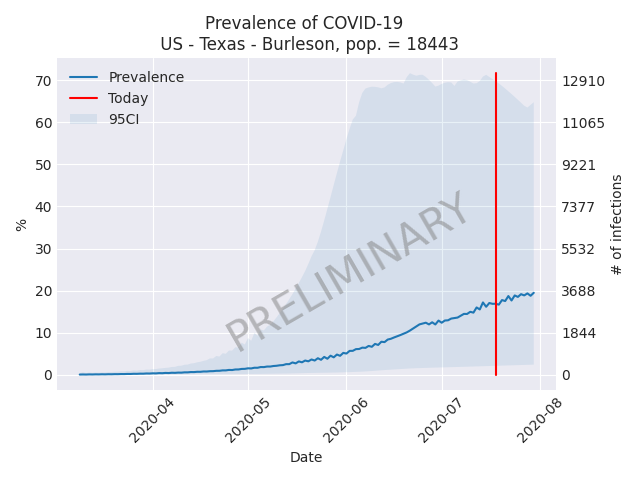 Prevalence of COVID-19
US - Texas - Burleson, pop. = 18443
Prevalence
Today
95CI
70
60
50
40
30
20
10
0
%
12910
11065
9221
7377
5532
3688
1844
0
# of infections
PRELIMINARY
2020-04
2020-05
2020-06
2020-07
2020-08
Date